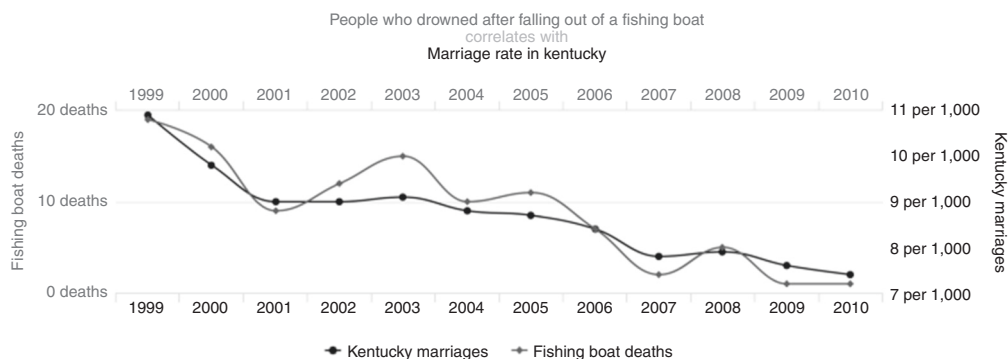 People who drowned after falling out of a fishing boat
correlates with
Marriage rate in kentucky
1999 2000 2001 2002 2003 2004 2005 2006 2007 2008 2009 2010
20 deaths
10 deaths
0 deaths
Fishing boat deaths
11 per 1,000
10 per 1,000
9 per 1,000
8 per 1,000
7 per 1,000
Kentucky marriages
1999 2000 2001 2002 2003 2004 2005 2006 2007 2008 2009 2010
Kentucky marriages Fishing boat deaths